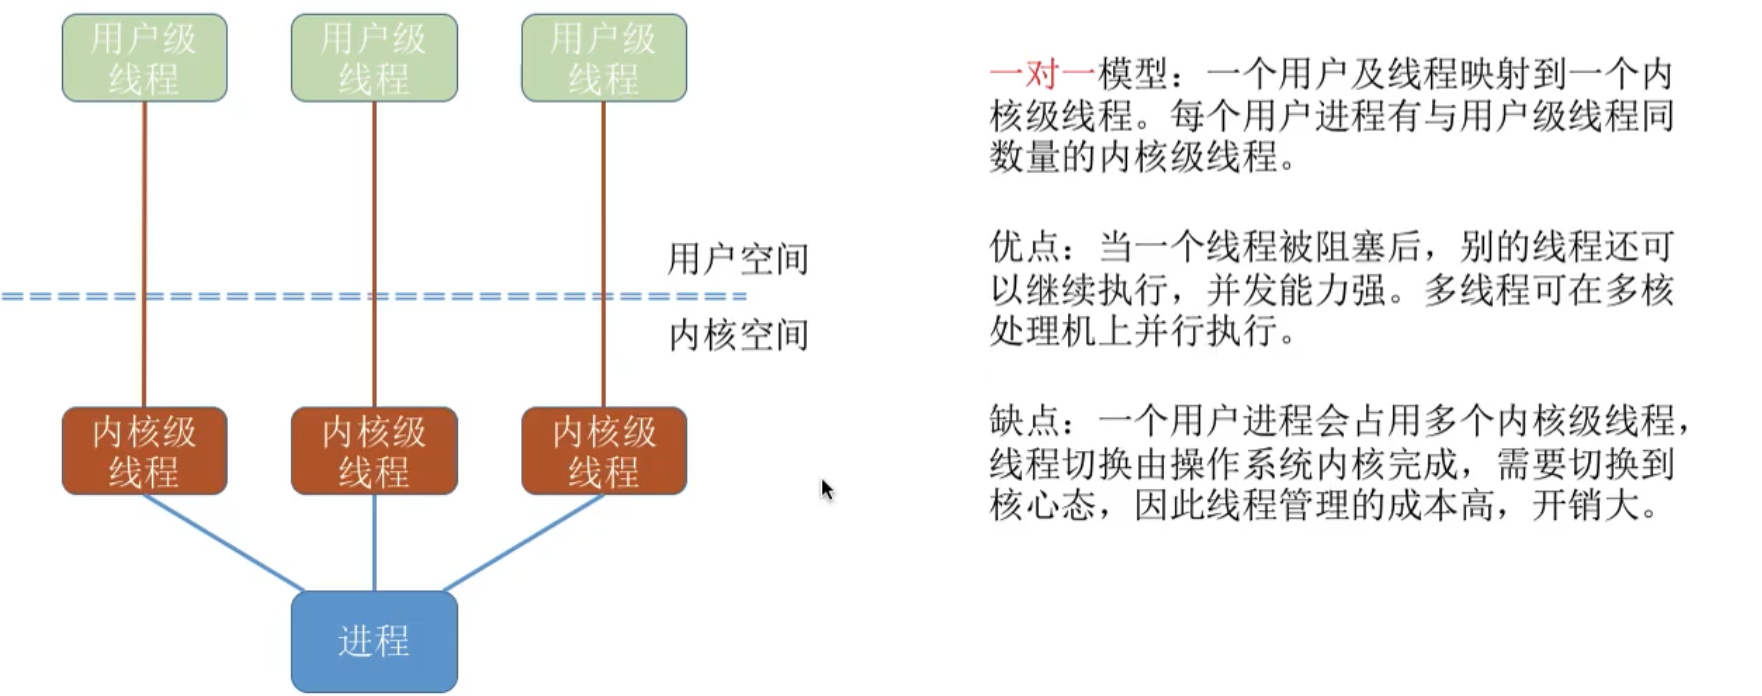 用户级
线程
用户级
线程
用户级
线程
用户空间
内核空间
内核级
线程
内核级
线程
内核级
线程
进程
一对一模型：一个用户及线程映射到一个内
核级线程。每个用户进程有与用户级线程同
数量的内核级线程。
优点：当一个线程被阻塞后，别的线程还可
以继续执行，并发能力强。多线程可在多核
处理机上并行执行。
缺点：一个用户进程会占用多个内核级线程，
线程切换由操作系统内核完成，需要切换到
核心态，因此线程管理的成本高，开销大。